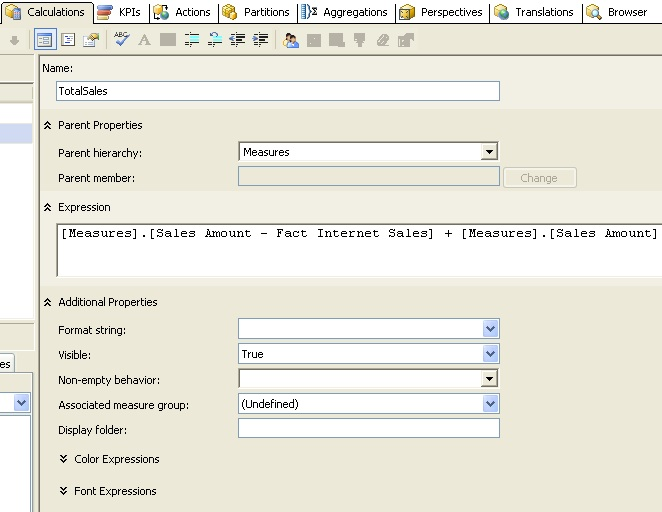 Calculations KPIs Actions Partitions Aggregations Perspectives Translations Browser
ABC A
Name:
TotalSales
Parent Properties
Parent hierarchy: Measures
Parent member: Change
Expression
[Measures].[Sales Amount - Fact Internet Sales] + [Measures].[Sales Amount]
Additional Properties
Format string:
Visible: True
es
Non-empty behavior:
Associated measure group: (Undefined)
Display folder:
Color Expressions
Font Expressions